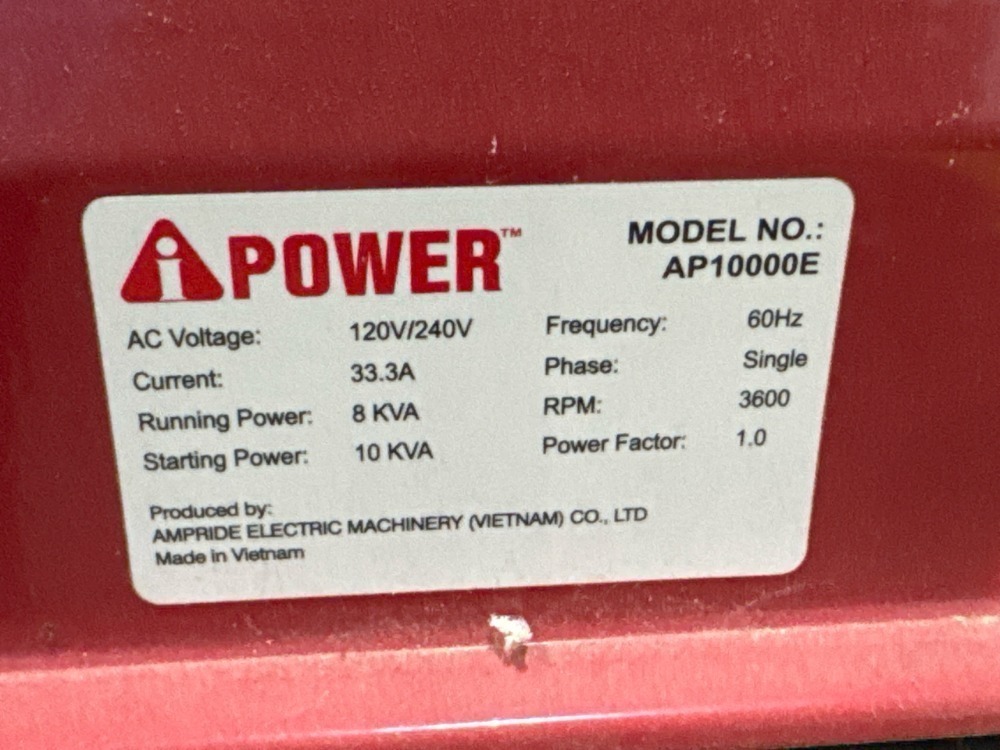 iPOWER™
MODEL NO.:
AP10000E
AC Voltage: 120V/240V
Current: 33.3A
Running Power: 8 KVA
Starting Power: 10 KVA
Frequency: 60Hz
Phase: Single
RPM: 3600
Power Factor: 1.0
Produced by:
AMPRIDE ELECTRIC MACHINERY (VIETNAM) CO., LTD
Made in Vietnam